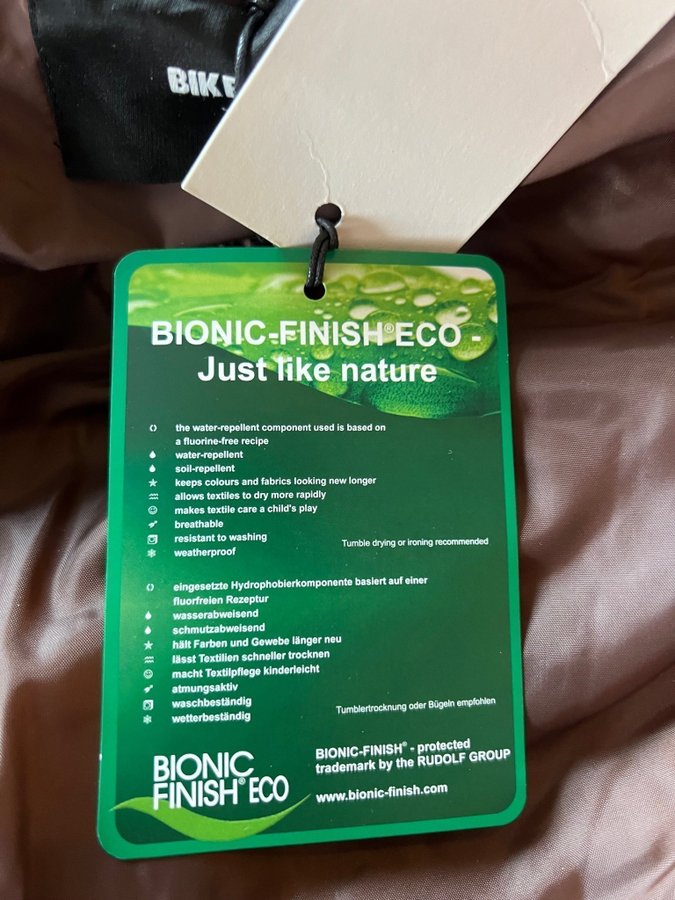 BIONIC-FINISH® ECO -
Just like nature
the water-repellent component used is based on
a fluorine-free recipe
water-repellent
soil-repellent
keeps colours and fabrics looking new longer
allows textiles to dry more rapidly
makes textile care a child's play
breathable
resistant to washing
weatherproof
Tumble drying or ironing recommended
eingesetzte Hydrophobierkomponente basiert auf einer
fluorfreien Rezeptur
wasserabweisend
schmutzabweisend
hält Farben und Gewebe länger neu
lässt Textilien schneller trocknen
macht Textilpflege kinderleicht
atmungsaktiv
waschbeständig
wetterbeständig
Tumblertrocknung oder Bügeln empfohlen
BIONIC
FINISH® ECO
BIONIC-FINISH® - protected
trademark by the RUDOLF GROUP
www.bionic-finish.com